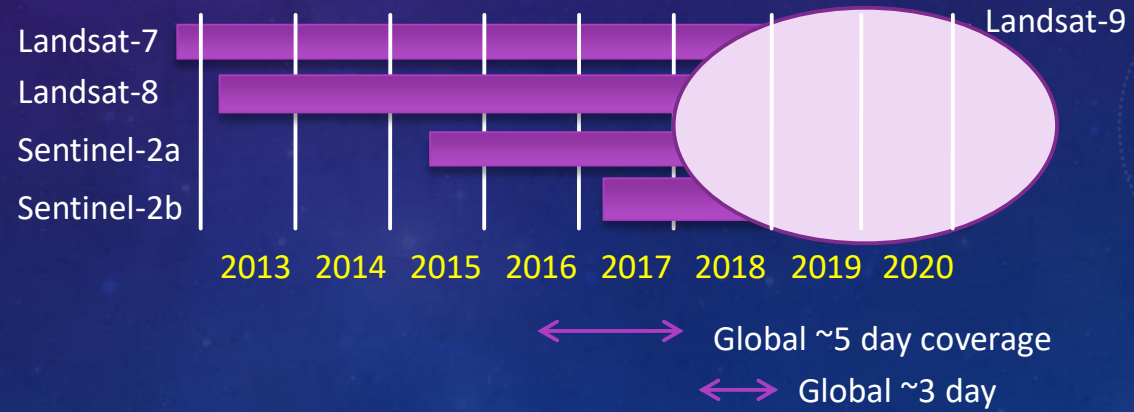 Landsat-9
Landsat-7
Landsat-8
Sentinel-2a
Sentinel-2b
2013 2014 2015 2016 2017 2018 2019 2020
Global ~5 day coverage
Global ~3 day